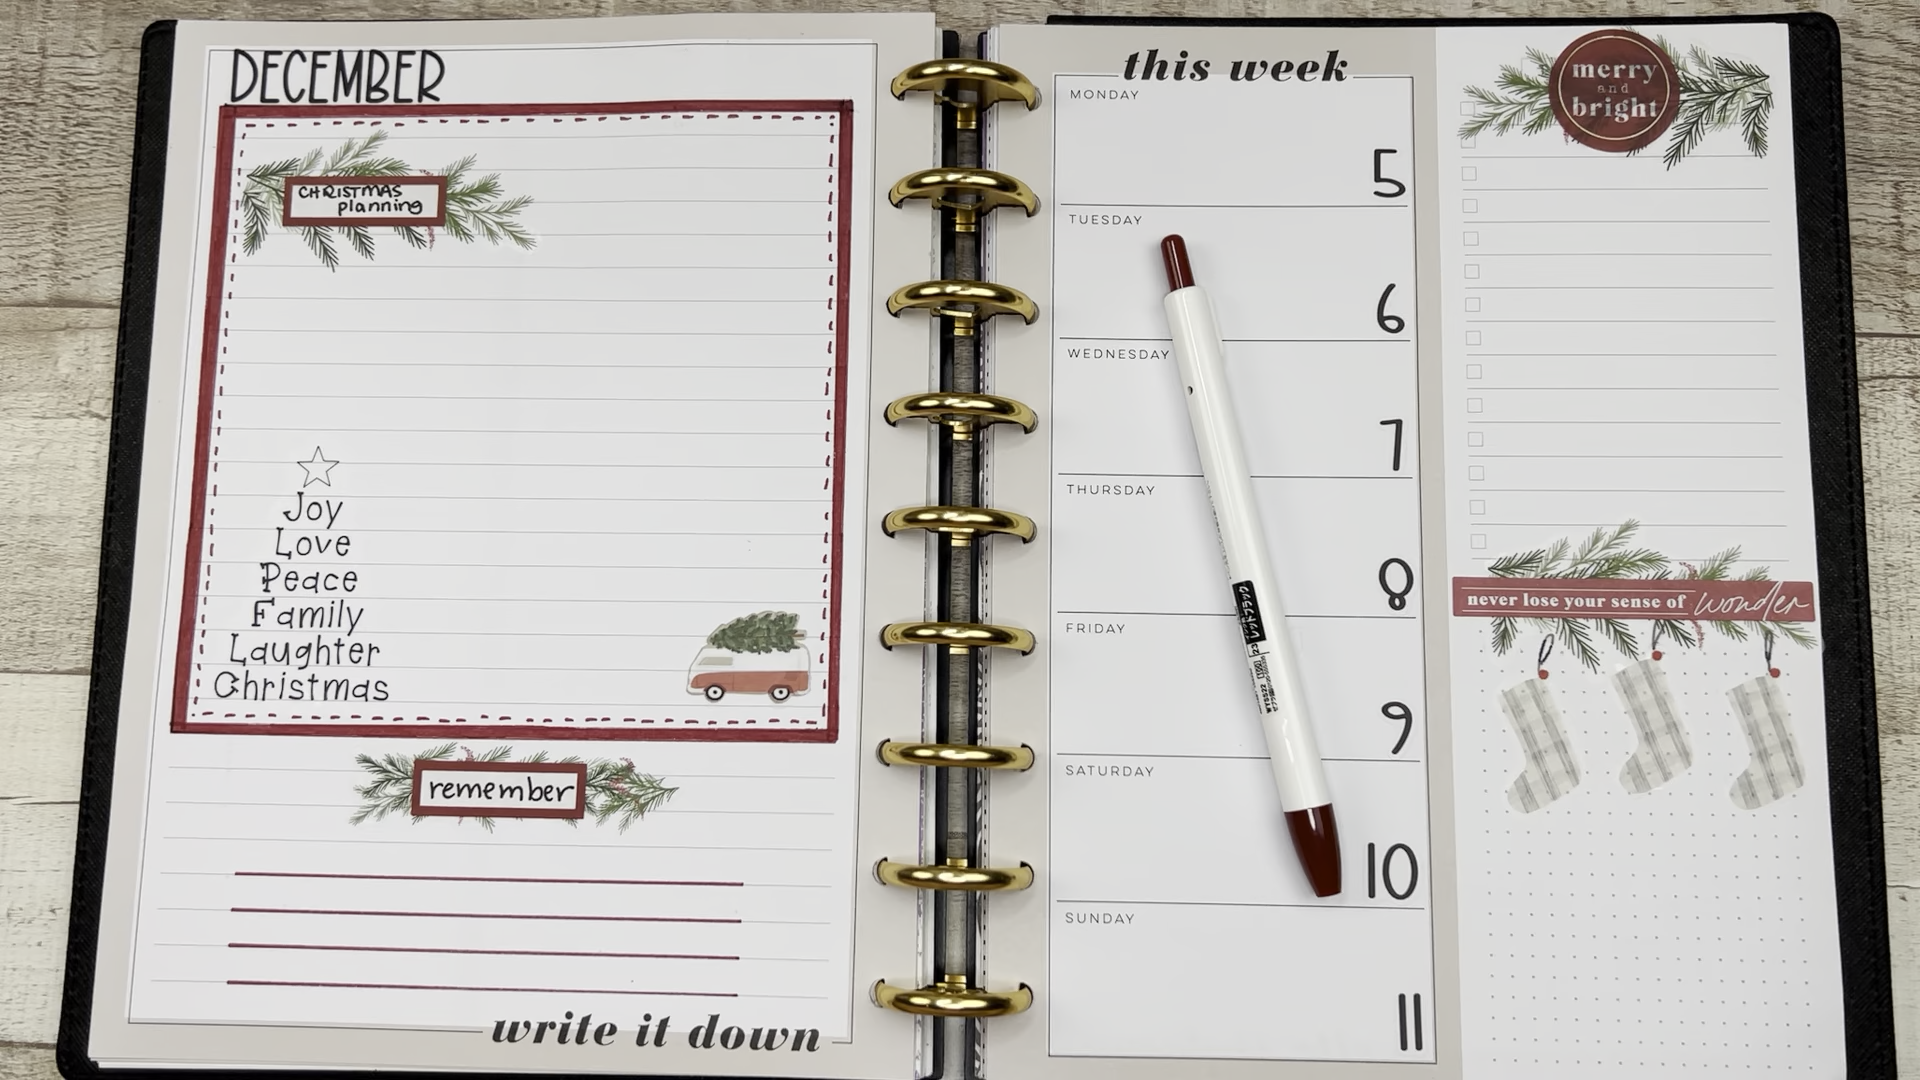 DECEMBER
CHRISTMAS
planning
Joy
Love
Peace
Family
Laughter
Christmas
remember
write it down
this week
MONDAY
5
TUESDAY
6
WEDNESDAY
7
THURSDAY
8
FRIDAY
9
SATURDAY
10
SUNDAY
11
merry
and
bright
never lose your sense of wonder